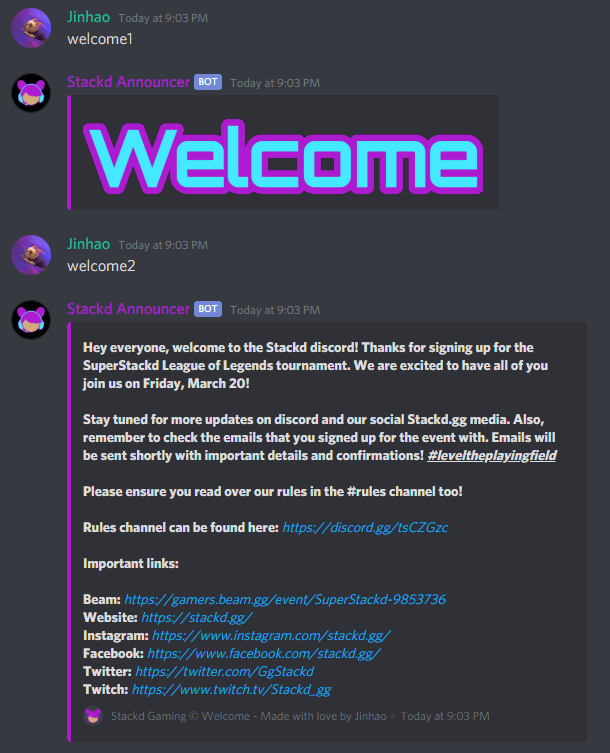 Jinhao Today at 9:03 PM
welcome1
Stackd Announcer BOT Today at 9:03 PM
Welcome
Jinhao Today at 9:03 PM
welcome2
Stackd Announcer BOT Today at 9:03 PM
Hey everyone, welcome to the Stackd discord! Thanks for signing up for the
SuperStackd League of Legends tournament. We are excited to have all of you
join us on Friday, March 20!
Stay tuned for more updates on discord and our social Stackd.gg media. Also,
remember to check the emails that you signed up for the event with. Emails will
be sent shortly with important details and confirmations! #leveltheplayingfield
Please ensure you read over our rules in the #rules channel too!
Rules channel can be found here: https://discord.gg/tsCZGzc
Important links:
Beam: https://gamers.beam.gg/event/SuperStackd-9853736
Website: https://stackd.gg/
Instagram: https://www.instagram.com/stackd.gg/
Facebook: https://www.facebook.com/stackd.gg/
Twitter: https://twitter.com/GgStackd
Twitch: https://www.twitch.tv/Stackd_gg
Stackd Gaming © Welcome - Made with love by Jinhao • Today at 9:03 PM